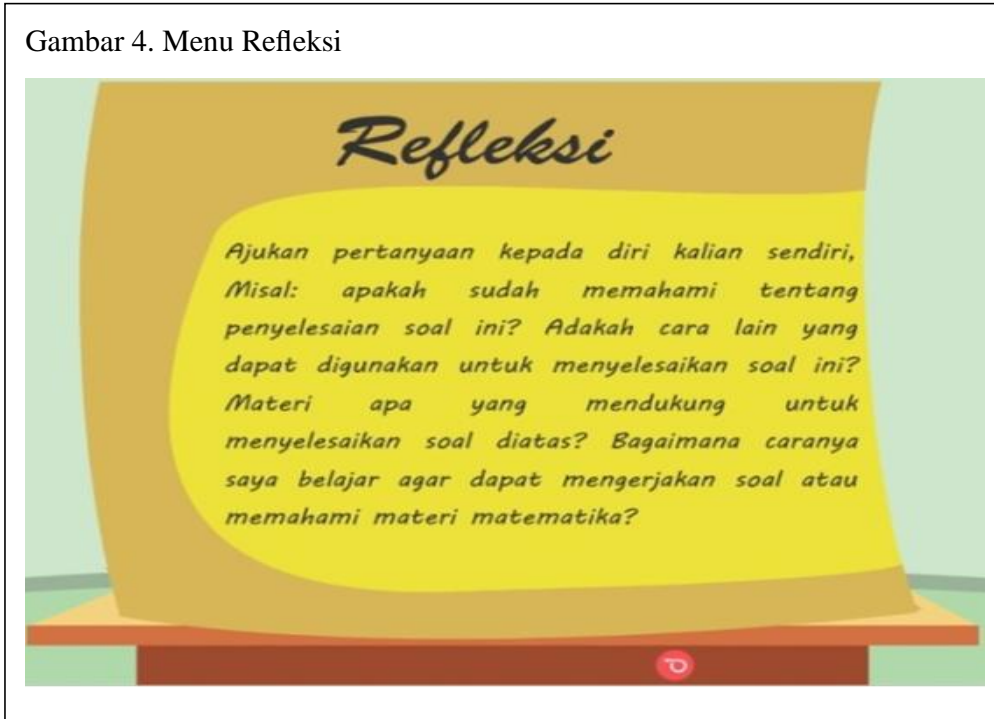 Gambar 4. Menu Refleksi
Refleksi
Ajukan pertanyaan kepada diri kalian sendiri,
Misal: apakah sudah memahami tentang
penyelesaian soal ini? Adakah cara lain yang
dapat digunakan untuk menyelesaikan soal ini?
Materi apa yang mendukung untuk
menyelesaikan soal diatas? Bagaimana caranya
saya belajar agar dapat mengerjakan soal atau
memahami materi matematika?